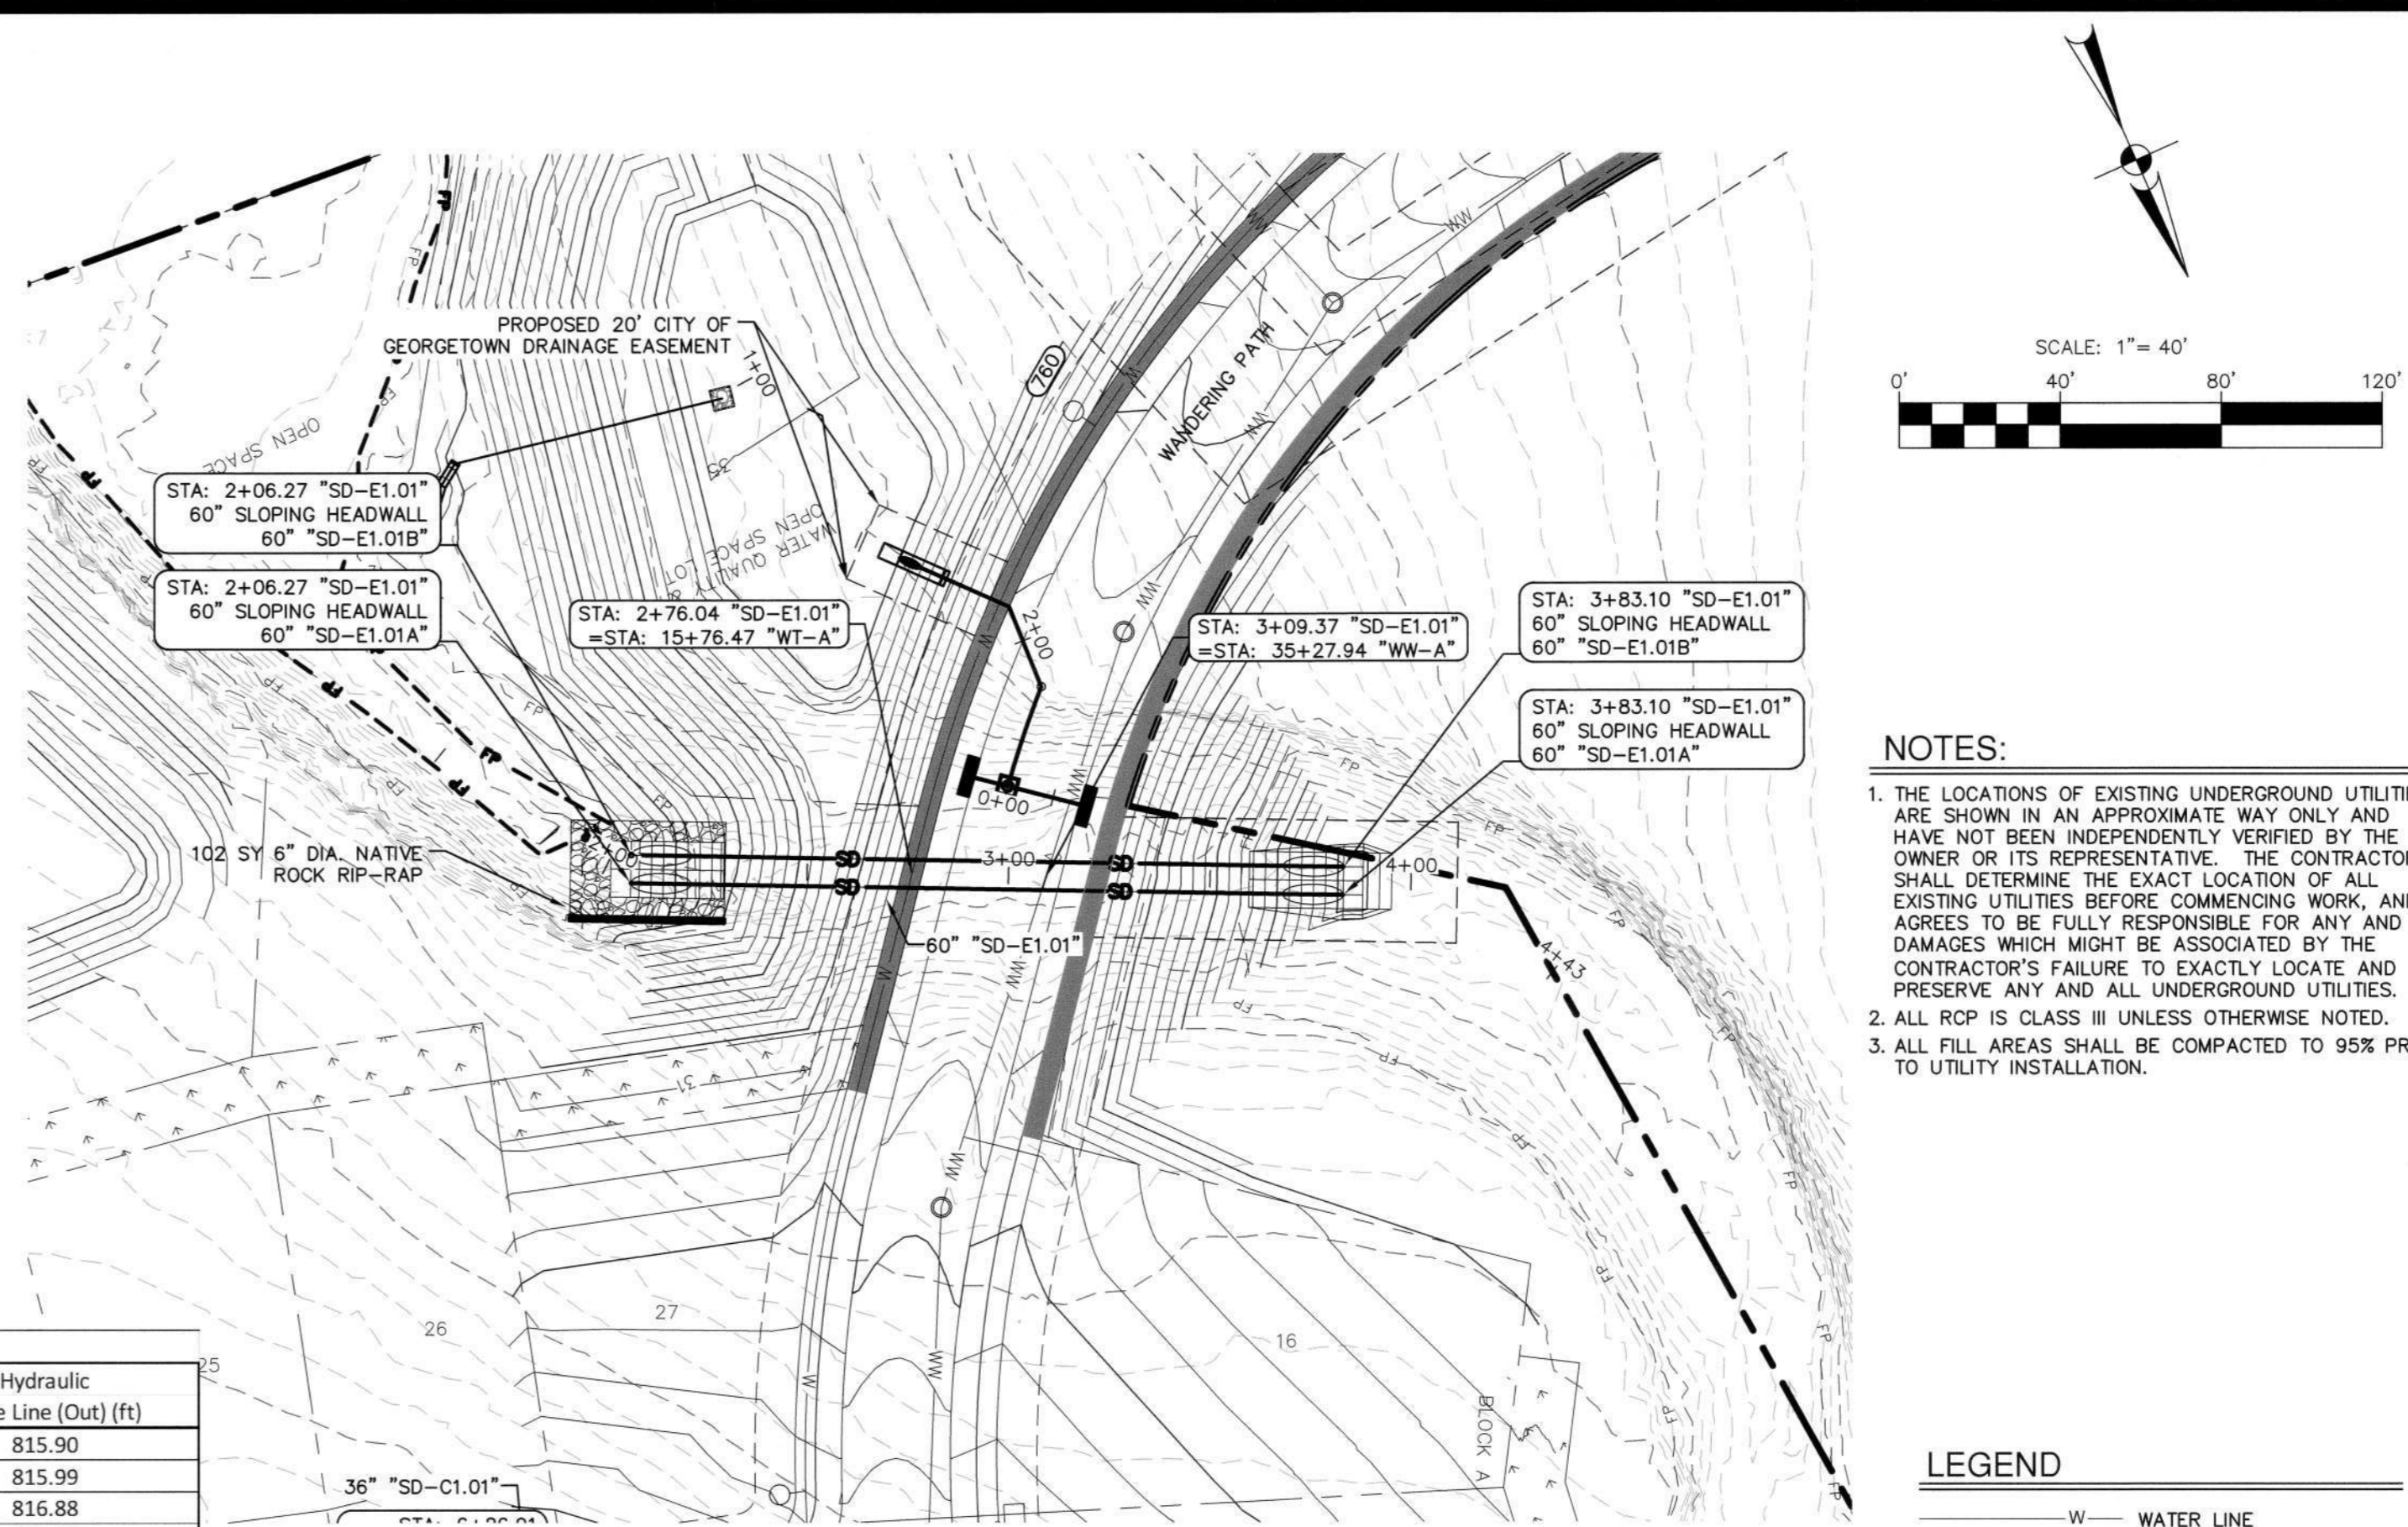 SCALE: 1"= 40'
0' 40' 80' 120'
PROPOSED 20' CITY OF
GEORGETOWN DRAINAGE EASEMENT
1+00
760
WANDERING PATH
WW
WW
W
W
FP
FP
FP
OPEN SPACE
35
WATER QUALITY &
OPEN SPACE LOT
STA: 2+06.27 "SD-E1.01"
60" SLOPING HEADWALL
60" "SD-E1.01B"
STA: 2+06.27 "SD-E1.01"
60" SLOPING HEADWALL
60" "SD-E1.01A"
STA: 2+76.04 "SD-E1.01"
=STA: 15+76.47 "WT-A"
2+00
STA: 3+09.37 "SD-E1.01"
=STA: 35+27.94 "WW-A"
STA: 3+83.10 "SD-E1.01"
60" SLOPING HEADWALL
60" "SD-E1.01B"
STA: 3+83.10 "SD-E1.01"
60" SLOPING HEADWALL
60" "SD-E1.01A"
0+00
102 SY 6" DIA. NATIVE
ROCK RIP-RAP
2+00
SD
3+00
SD
4+00
SD
SD
60" "SD-E1.01"
4+43
31
27
26
25
16
BLOCK A
NOTES:
1. THE LOCATIONS OF EXISTING UNDERGROUND UTILITI
ARE SHOWN IN AN APPROXIMATE WAY ONLY AND
HAVE NOT BEEN INDEPENDENTLY VERIFIED BY THE
OWNER OR ITS REPRESENTATIVE. THE CONTRACTOR
SHALL DETERMINE THE EXACT LOCATION OF ALL
EXISTING UTILITIES BEFORE COMMENCING WORK, AN
AGREES TO BE FULLY RESPONSIBLE FOR ANY AND
DAMAGES WHICH MIGHT BE ASSOCIATED BY THE
CONTRACTOR'S FAILURE TO EXACTLY LOCATE AND
PRESERVE ANY AND ALL UNDERGROUND UTILITIES.
2. ALL RCP IS CLASS III UNLESS OTHERWISE NOTED.
3. ALL FILL AREAS SHALL BE COMPACTED TO 95% PR
TO UTILITY INSTALLATION.
Hydraulic
e Line (Out) (ft)
815.90
815.99
816.88
36" "SD-C1.01"
LEGEND
W WATER LINE